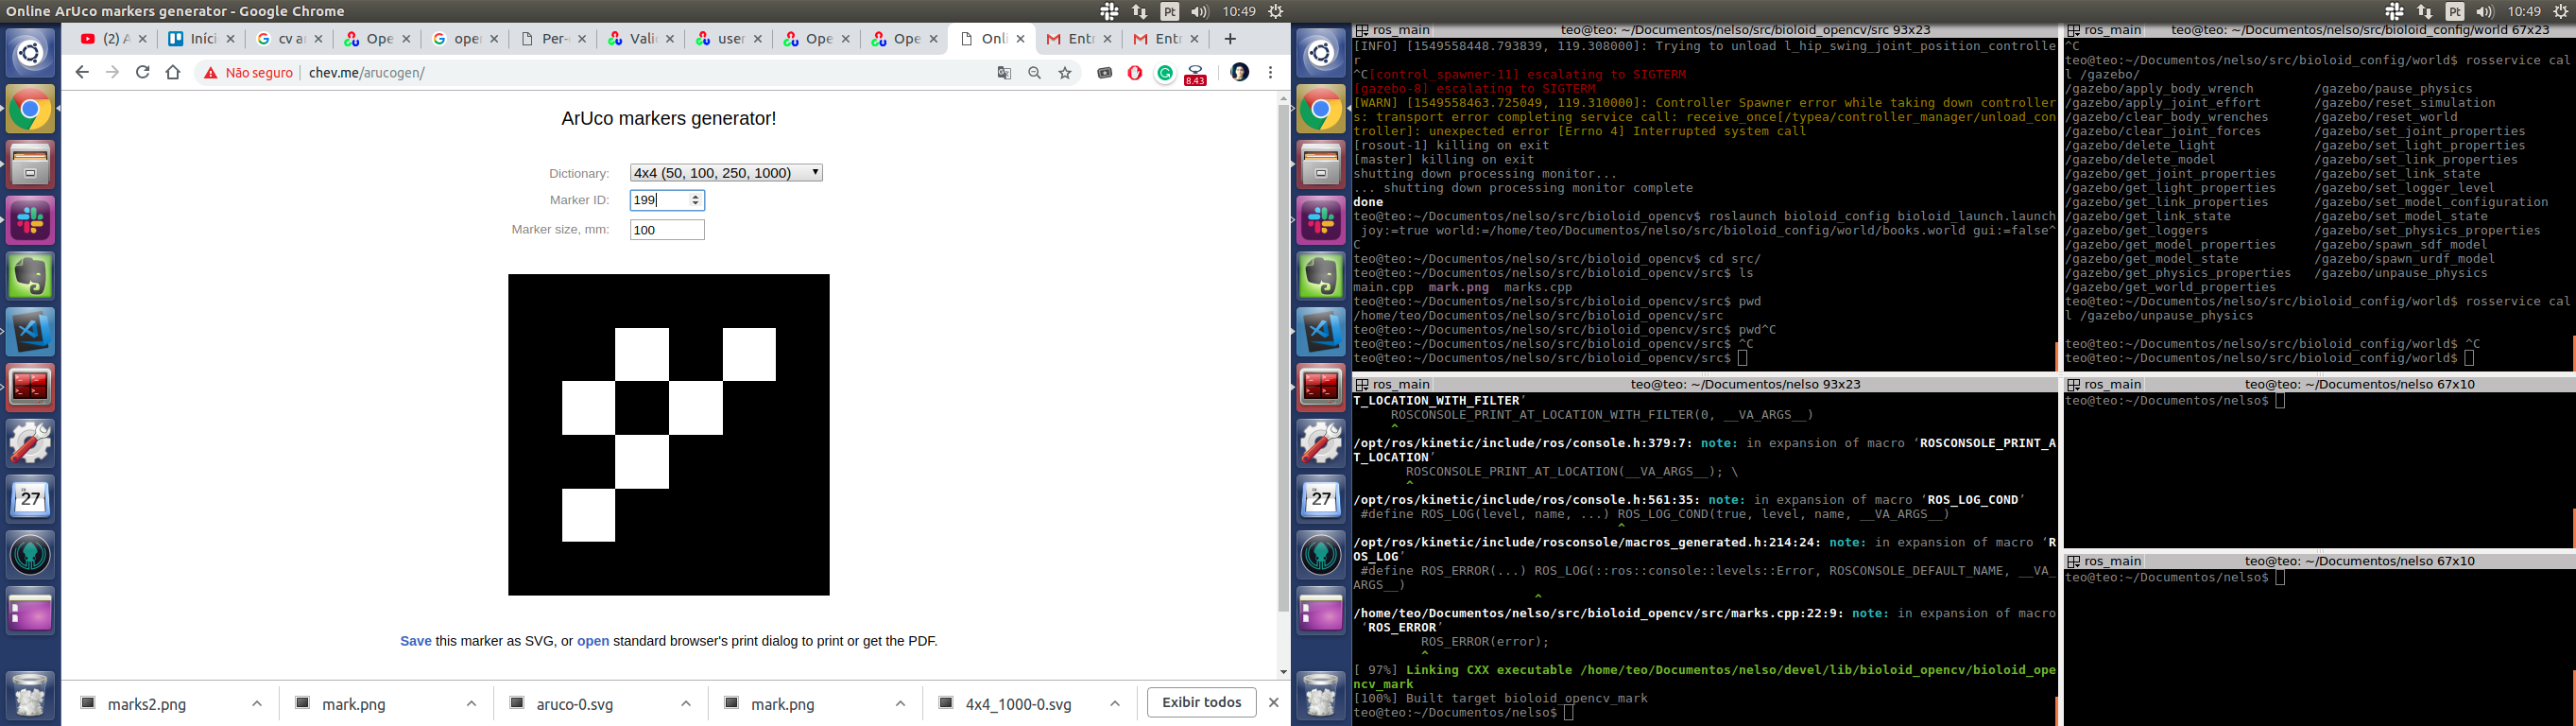 Online ArUco markers generator - Google Chrome
Pt
10:49
Pt
10:49
(2) A
Iníci
cv ar
Ope
oper
Per-
Valic
user
Ope
Ope
Onli
Entr
Entr
Não seguro
chev.me/arucogen/
8.43
ArUco markers generator!
Dictionary:
4x4 (50, 100, 250, 1000)
Marker ID:
199
Marker size, mm:
100
Save this marker as SVG, or open standard browser's print dialog to print or get the PDF.
marks2.png
mark.png
aruco-0.svg
mark.png
4x4_1000-0.svg
Exibir todos
27
27
ros_main
teo@teo: ~/Documentos/nelso/src/bioloid_opencv/src 93x23
[INFO] [1549558448.793839, 119.308000]: Trying to unload l_hip_swing_joint_position_controlle
r
^C[control_spawner-11] escalating to SIGTERM
[gazebo-8] escalating to SIGTERM
[WARN] [1549558463.725049, 119.310000]: Controller Spawner error while taking down controller
s: transport error completing service call: receive_once[/typea/controller_manager/unload_con
troller]: unexpected error [Errno 4] Interrupted system call
[rosout-1] killing on exit
[master] killing on exit
shutting down processing monitor...
... shutting down processing monitor complete
done
teo@teo:~/Documentos/nelso/src/bioloid_opencv$ roslaunch bioloid_config bioloid_launch.launch
joy:=true world:=/home/teo/Documentos/nelso/src/bioloid_config/world/books.world gui:=false^
C
teo@teo:~/Documentos/nelso/src/bioloid_opencv$ cd src/
teo@teo:~/Documentos/nelso/src/bioloid_opencv/src$ ls
main.cpp  mark.png  marks.cpp
teo@teo:~/Documentos/nelso/src/bioloid_opencv/src$ pwd
/home/teo/Documentos/nelso/src/bioloid_opencv/src
teo@teo:~/Documentos/nelso/src/bioloid_opencv/src$ pwd^C
teo@teo:~/Documentos/nelso/src/bioloid_opencv/src$ ^C
teo@teo:~/Documentos/nelso/src/bioloid_opencv/src$
ros_main
teo@teo: ~/Documentos/nelso 93x23
T_LOCATION_WITH_FILTER’
ROSCONSOLE_PRINT_AT_LOCATION_WITH_FILTER(0, __VA_ARGS__)
^
/opt/ros/kinetic/include/ros/console.h:379:7: note: in expansion of macro ‘ROSCONSOLE_PRINT_A
T_LOCATION’
ROSCONSOLE_PRINT_AT_LOCATION(__VA_ARGS__); \
^
/opt/ros/kinetic/include/ros/console.h:561:35: note: in expansion of macro ‘ROS_LOG_COND’
#define ROS_LOG(level, name, ...) ROS_LOG_COND(true, level, name, __VA_ARGS__)
^
/opt/ros/kinetic/include/rosconsole/macros_generated.h:214:24: note: in expansion of macro ‘R
OS_LOG’
#define ROS_ERROR(...) ROS_LOG(::ros::console::levels::Error, ROSCONSOLE_DEFAULT_NAME, __VA_
ARGS__)
^
/home/teo/Documentos/nelso/src/bioloid_opencv/src/marks.cpp:22:9: note: in expansion of macro
‘ROS_ERROR’
ROS_ERROR(error);
^
[ 97%] Linking CXX executable /home/teo/Documentos/nelso/devel/lib/bioloid_opencv/bioloid_ope
ncv_mark
[100%] Built target bioloid_opencv_mark
teo@teo:~/Documentos/nelso$
ros_main
teo@teo: ~/Documentos/nelso/src/bioloid_config/world 67x23
^C
teo@teo:~/Documentos/nelso/src/bioloid_config/world$ rosservice cal
l /gazebo/
/gazebo/apply_body_wrench  /gazebo/pause_physics
/gazebo/apply_joint_effort  /gazebo/reset_simulation
/gazebo/clear_body_wrenches  /gazebo/reset_world
/gazebo/clear_joint_forces  /gazebo/set_joint_properties
/gazebo/delete_light  /gazebo/set_light_properties
/gazebo/delete_model  /gazebo/set_link_properties
/gazebo/get_joint_properties  /gazebo/set_link_state
/gazebo/get_light_properties  /gazebo/set_logger_level
/gazebo/get_link_properties  /gazebo/set_model_configuration
/gazebo/get_link_state  /gazebo/set_model_state
/gazebo/get_loggers  /gazebo/set_physics_properties
/gazebo/get_model_properties  /gazebo/spawn_sdf_model
/gazebo/get_model_state  /gazebo/spawn_urdf_model
/gazebo/get_physics_properties  /gazebo/unpause_physics
/gazebo/get_world_properties
teo@teo:~/Documentos/nelso/src/bioloid_config/world$ rosservice cal
l /gazebo/unpause_physics
teo@teo:~/Documentos/nelso/src/bioloid_config/world$ ^C
teo@teo:~/Documentos/nelso/src/bioloid_config/world$
ros_main
teo@teo: ~/Documentos/nelso 67x10
teo@teo:~/Documentos/nelso$
ros_main
teo@teo: ~/Documentos/nelso 67x10
teo@teo:~/Documentos/nelso$